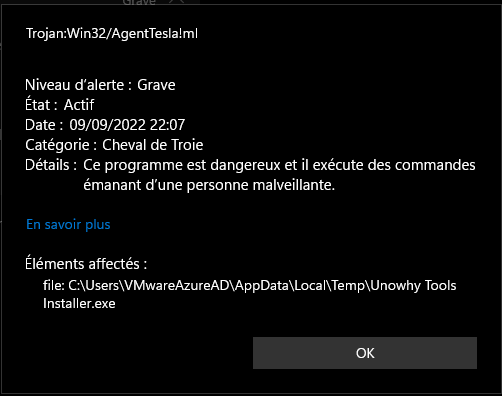 Grave
Trojan:Win32/AgentTesla!ml
Niveau d'alerte : Grave
État : Actif
Date : 09/09/2022 22:07
Catégorie : Cheval de Troie
Détails : Ce programme est dangereux et il exécute des commandes
émanant d'une personne malveillante.
En savoir plus
Éléments affectés :
file: C:\Users\VMwareAzureAD\AppData\Local\Temp\Unowhy Tools
Installer.exe
OK